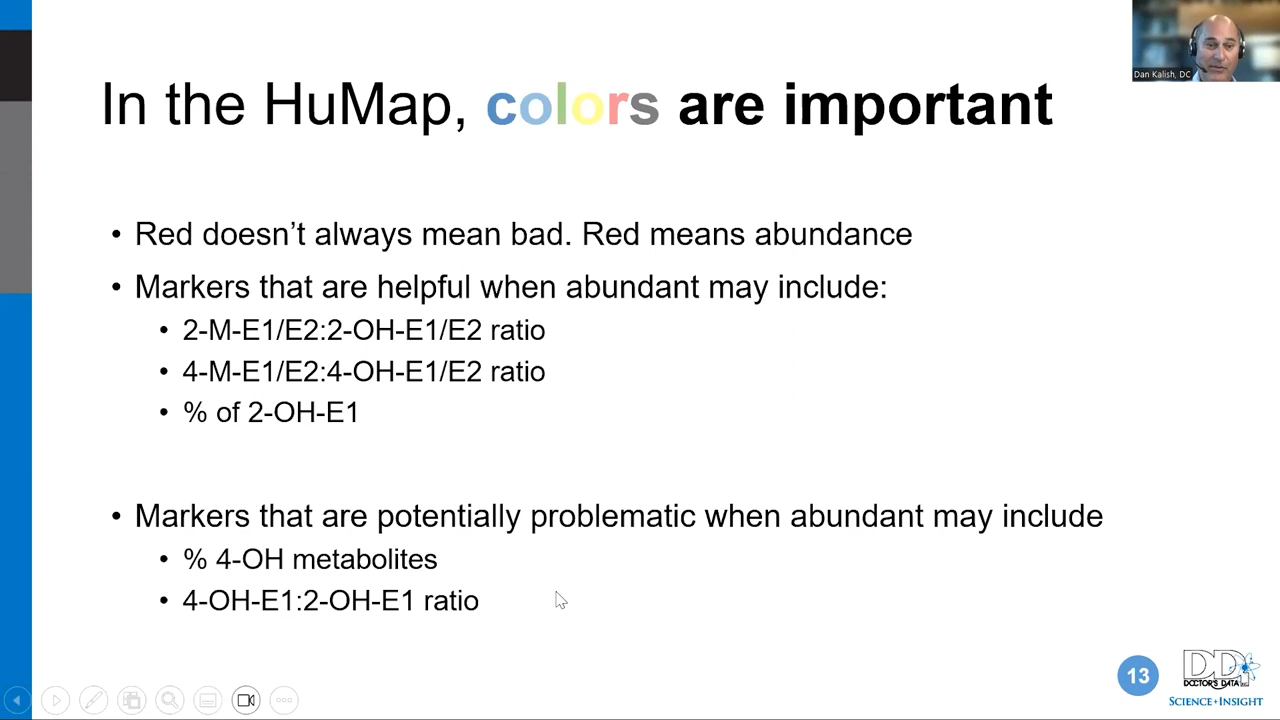 Dan Kalish, DC
In the HuMap, colors are important
• Red doesn’t always mean bad. Red means abundance
• Markers that are helpful when abundant may include:
• 2-M-E1/E2:2-OH-E1/E2 ratio
• 4-M-E1/E2:4-OH-E1/E2 ratio
• % of 2-OH-E1
• Markers that are potentially problematic when abundant may include
• % 4-OH metabolites
• 4-OH-E1:2-OH-E1 ratio
13
DDI
DOCTOR'S DATA INC
SCIENCE + INSIGHT